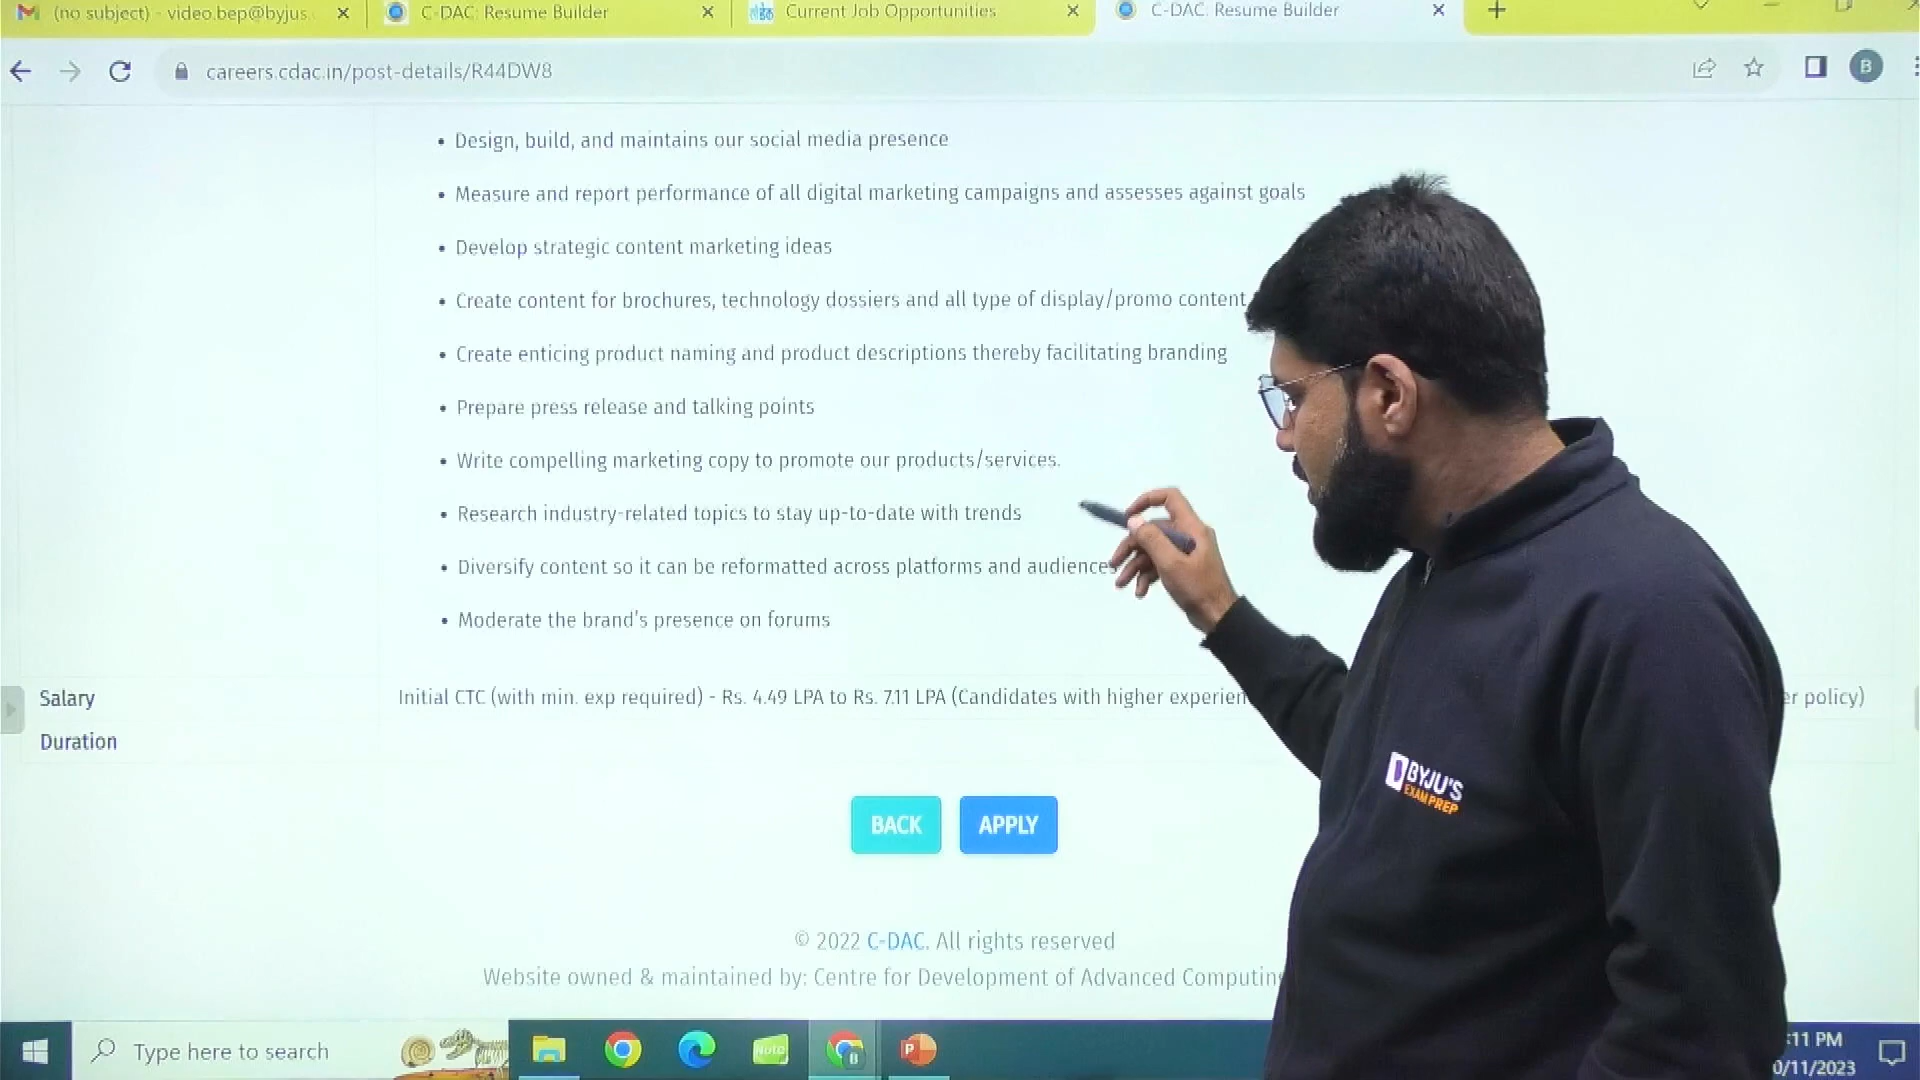 (no subject) - video.bep@byjus.
C-DAC: Resume Builder
Current Job Opportunities
C-DAC: Resume Builder
careers.cdac.in/post-details/R44DW8
B
• Design, build, and maintains our social media presence
• Measure and report performance of all digital marketing campaigns and assesses against goals
• Develop strategic content marketing ideas
• Create content for brochures, technology dossiers and all type of display/promo content
• Create enticing product naming and product descriptions thereby facilitating branding
• Prepare press release and talking points
• Write compelling marketing copy to promote our products/services.
• Research industry-related topics to stay up-to-date with trends
• Diversify content so it can be reformatted across platforms and audiences
• Moderate the brand's presence on forums
Salary
Initial CTC (with min. exp required) - Rs. 4.49 LPA to Rs. 7.11 LPA (Candidates with higher experien
er policy)
Duration
BYJU'S
EXAM PREP
BACK
APPLY
© 2022 C-DAC. All rights reserved
Website owned & maintained by: Centre for Development of Advanced Computin
Type here to search
Note
B
P
:11 PM
0/11/2023